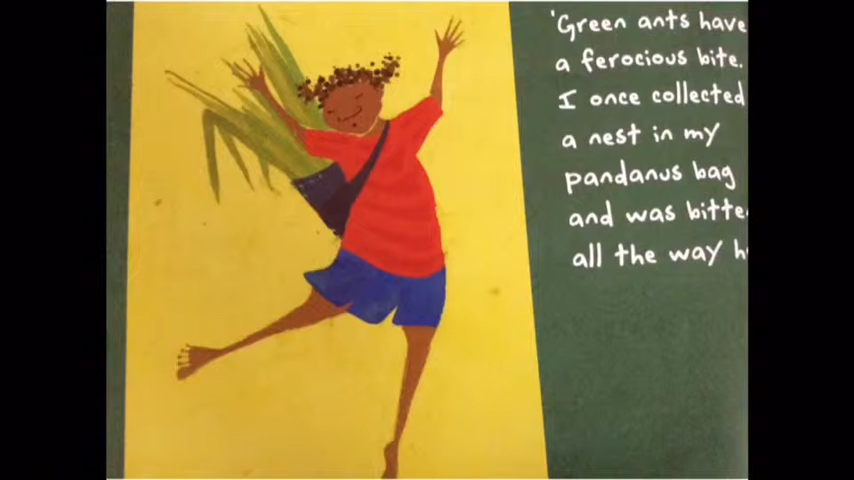 'Green ants have
a ferocious bite.
I once collected
a nest in my
pandanus bag
and was
all the way